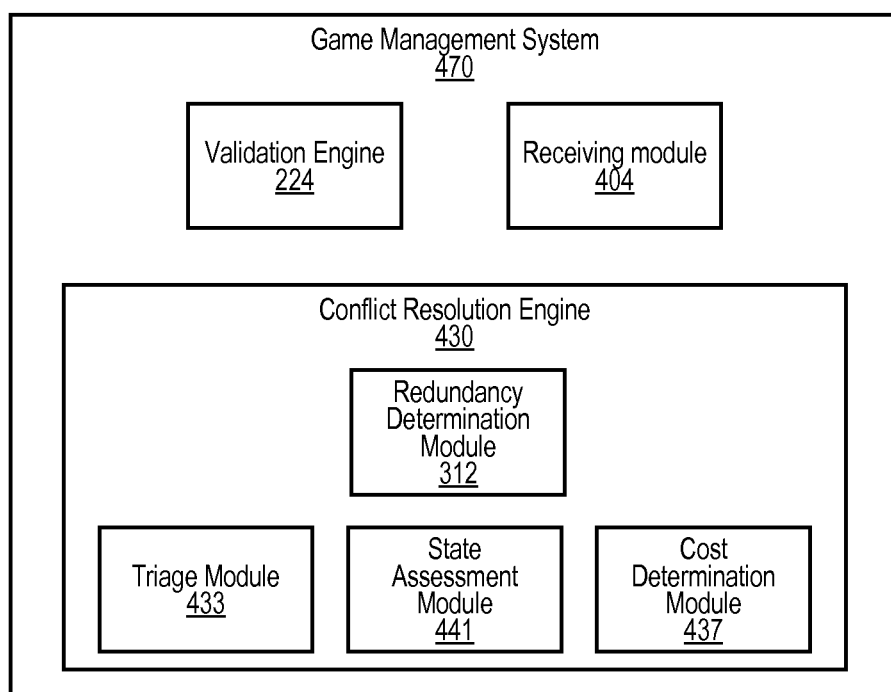 Game Management System
470
Validation Engine
224
Receiving module
404
Conflict Resolution Engine
430
Redundancy
Determination
Module
312
Triage Module
433
State
Assessment
Module
441
Cost
Determination
Module
437